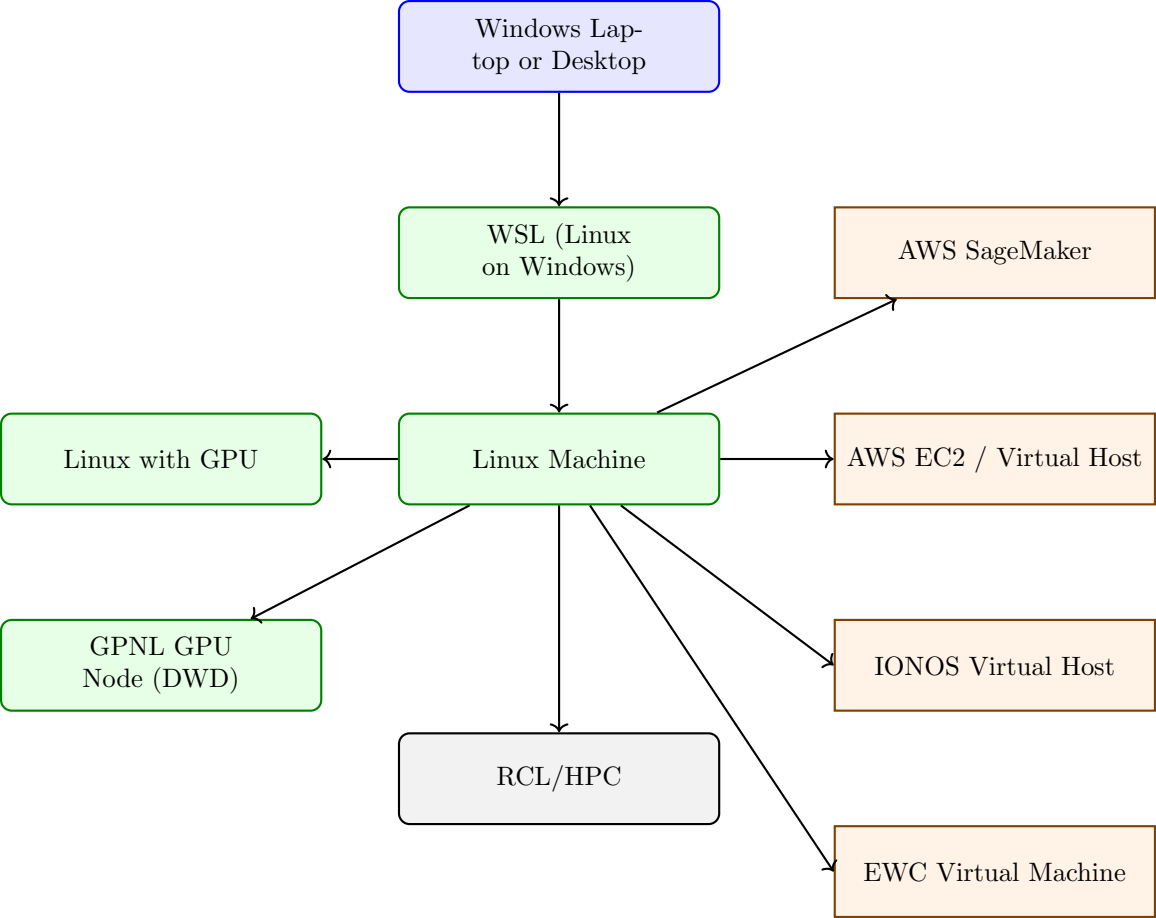 Windows Lap-
top or Desktop
WSL (Linux
on Windows)
AWS SageMaker
Linux with GPU
Linux Machine
AWS EC2 / Virtual Host
GPNL GPU
Node (DWD)
IONOS Virtual Host
RCL/HPC
EWC Virtual Machine